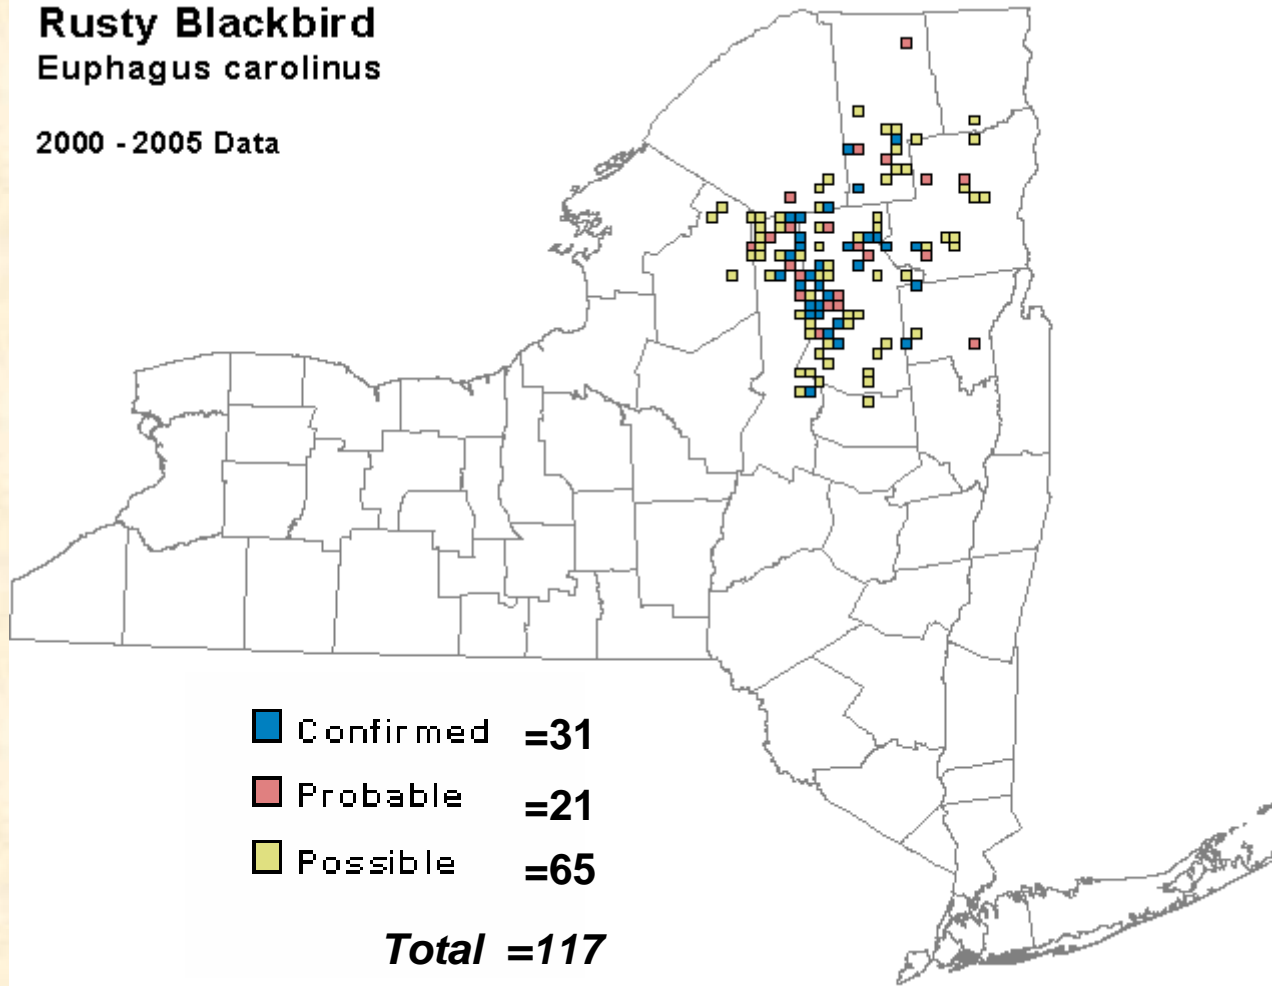 Rusty Blackbird
Euphagus carolinus
2000 - 2005 Data
Confirmed =31
Probable =21
Possible =65
Total =117